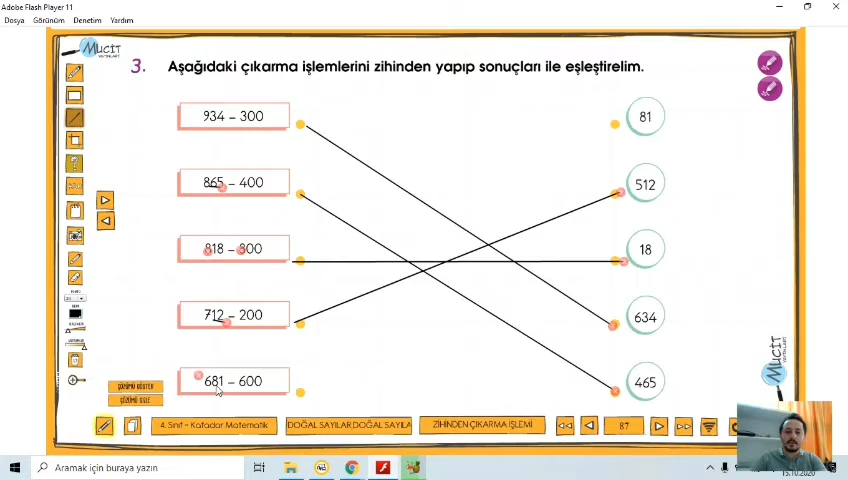 Adobe Flash Player 11
Dosya Görünüm Denetim Yardım
MUCİT
YAYINLARI
3. Aşağıdaki çıkarma işlemlerini zihinden yapıp sonuçları ile eşleştirelim.
934 – 300
81
865 – 400
512
818 – 800
18
712 – 200
634
681 – 600
465
ÇÖZÜMÜ GÖSTER
ÇÖZÜMÜ GİZLE
MUCİT
YAYINLARI
4. Sınıf – Kafadar Matematik
DOĞAL SAYILAR,DOĞAL SAYILA
ZİHİNDEN ÇIKARMA İŞLEMİ
87
Aramak için buraya yazın
15.10.2020